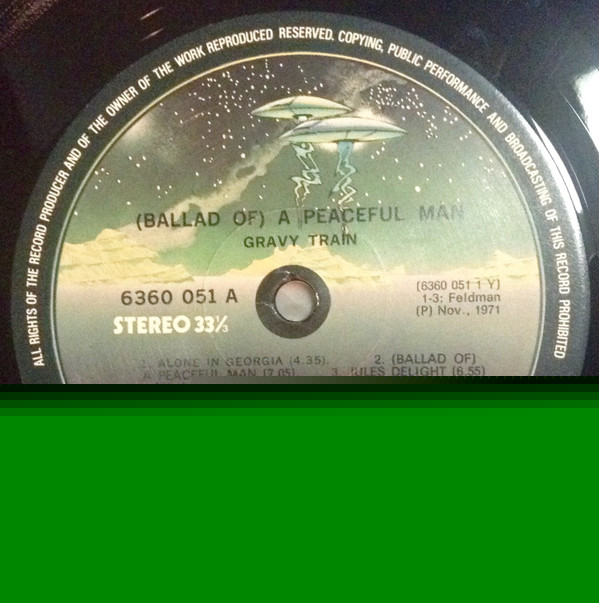 ALL RIGHTS OF THE RECORD PRODUCER AND OF THE OWNER OF THE WORK REPRODUCED RESERVED. COPYING, PUBLIC PERFORMANCE AND BROADCASTING OF THIS RECORD PROHIBITED
(BALLAD OF) A PEACEFUL MAN
GRAVY TRAIN
6360 051 A
(6360 051 1 Y)
1-3: Feldman
(P) Nov., 1971
STEREO 33⅓
1. ALONE IN GEORGIA (4.35). 2. (BALLAD OF)
A PEACEFUL MAN (7.05). 3. JULES DELIGHT (6.55)